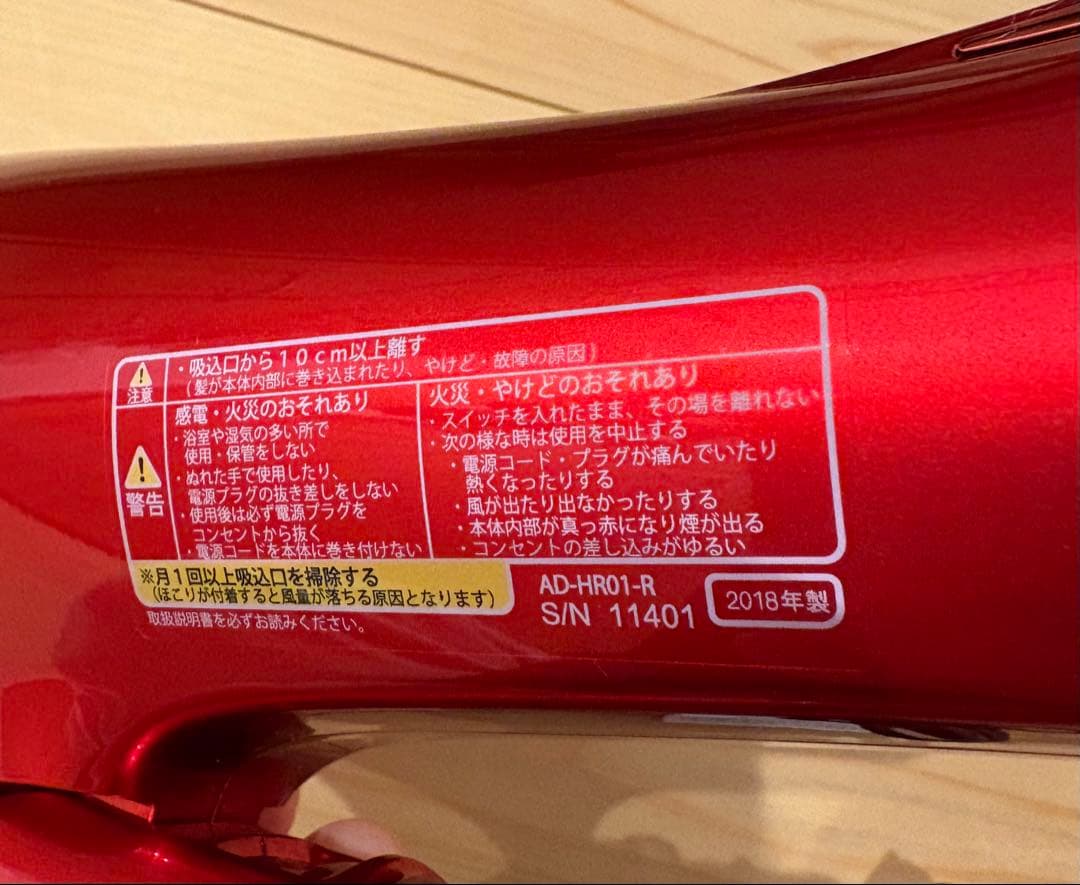 注意
・吸込口から10cm以上離す
(髪が本体内部に巻き込まれたり、やけど・故障の原因)
警告
感電・火災のおそれあり
・浴室や湿気の多い所で
使用・保管をしない
・ぬれた手で使用したり、
電源プラグの抜き差しをしない
・使用後は必ず電源プラグを
コンセントから抜く
・電源コードを本体に巻き付けない
火災・やけどのおそれあり
・スイッチを入れたまま、その場を離れない
・次の様な時は使用を中止する
・電源コード・プラグが痛んでいたり
熱くなったりする
・風が出たり出なかったりする
・本体内部が真っ赤になり煙が出る
・コンセントの差し込みがゆるい
※月1回以上吸込口を掃除する
(ほこりが付着すると風量が落ちる原因となります)
取扱説明書を必ずお読みください。
AD-HR01-R
S/N 11401
2018年製